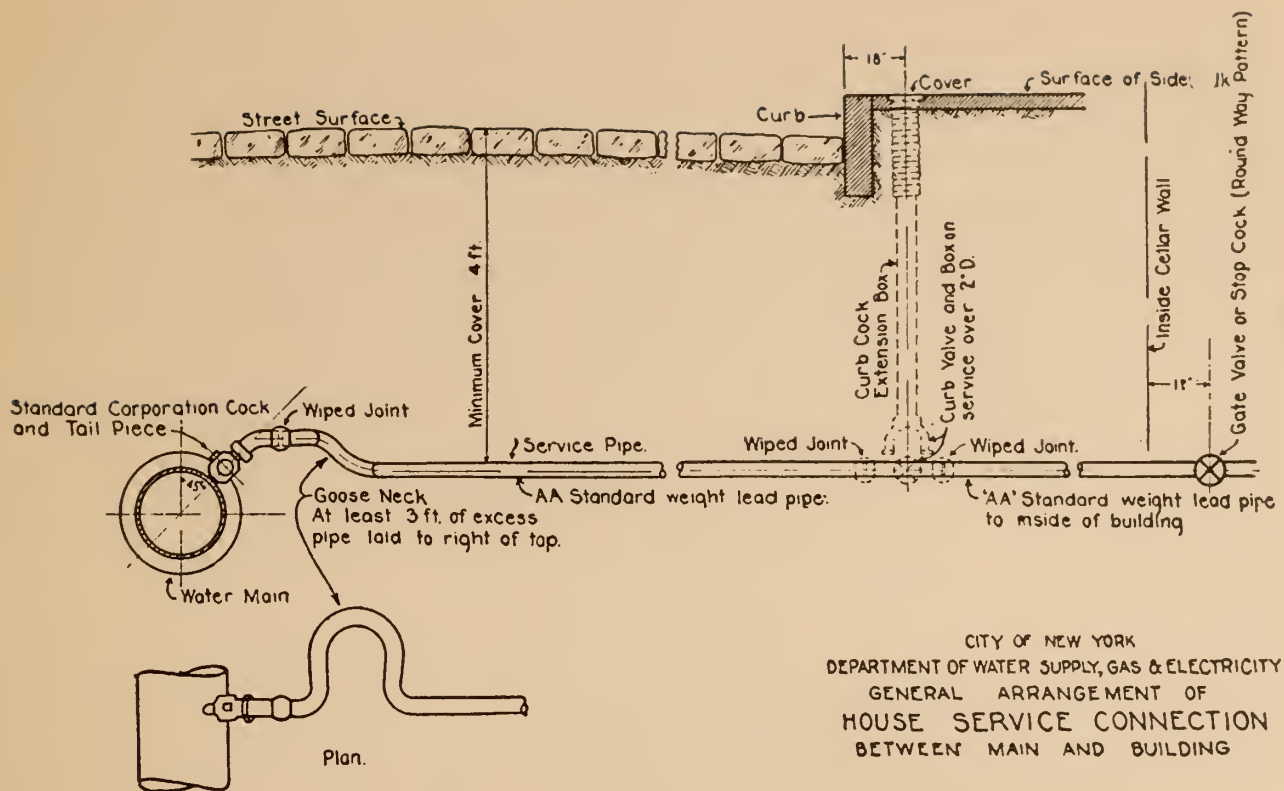 18"
Cover
Surface of Side lk
Street Surface
Curb
Minimum Cover 4 ft.
Curb Cock
Extension Box
Curb Valve and Box on
service over 2" D.
Inside Cellar Wall
Gate Valve or Stop Cock (Round Way Pattern)
Standard Corporation Cock
and Tail Piece
Wiped Joint
Service Pipe.
Wiped Joint
Wiped Joint.
45°
Goose Neck
At least 3 ft. of excess
pipe laid to right of tap.
AA Standard weight lead pipe.
"AA" Standard weight lead pipe
to inside of building
Water Main
Plan.
CITY OF NEW YORK
DEPARTMENT OF WATER SUPPLY, GAS & ELECTRICITY
GENERAL ARRANGEMENT OF
HOUSE SERVICE CONNECTION
BETWEEN MAIN AND BUILDING